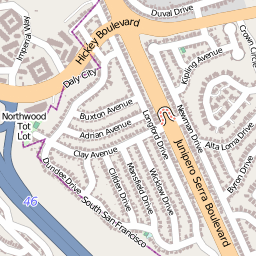 Imperial Way
Hickey Boulevard
Duval Drive
Crown Circle
Kipling Avenue
Daly City
Buxton Avenue
Northwood
Tot
Lot
Adrian Avenue
Clay Avenue
Longford Drive
Newman Drive
Alta Loma Drive
Junipero Serra Boulevard
Byron Drive
Dundee Drive
Clifden Drive
Mansfield Drive
Wicklow Drive
46
South San Francisco